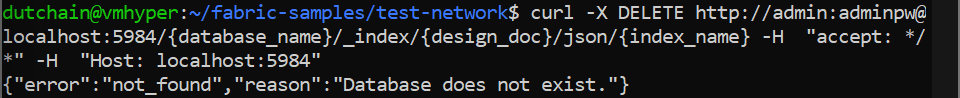 dutchain@vmhyper:~/fabric-samples/test-network$ curl -X DELETE http://admin:adminpw@
localhost:5984/{database_name}/_index/{design_doc}/json/{index_name} -H  "accept: */
*" -H  "Host: localhost:5984"
{"error":"not_found","reason":"Database does not exist."}